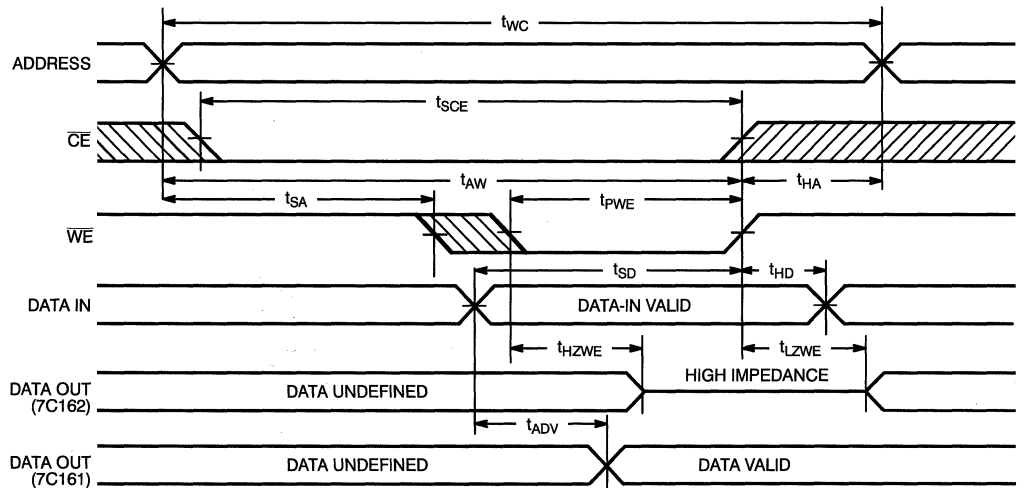 tWC
ADDRESS
tSCE
CE
tAW
tHA
tSA
tPWE
WE
tSD
tHD
DATA IN
DATA-IN VALID
tHZWE
tLZWE
HIGH IMPEDANCE
DATA OUT
(7C162)
DATA UNDEFINED
tADV
DATA OUT
(7C161)
DATA UNDEFINED
DATA VALID